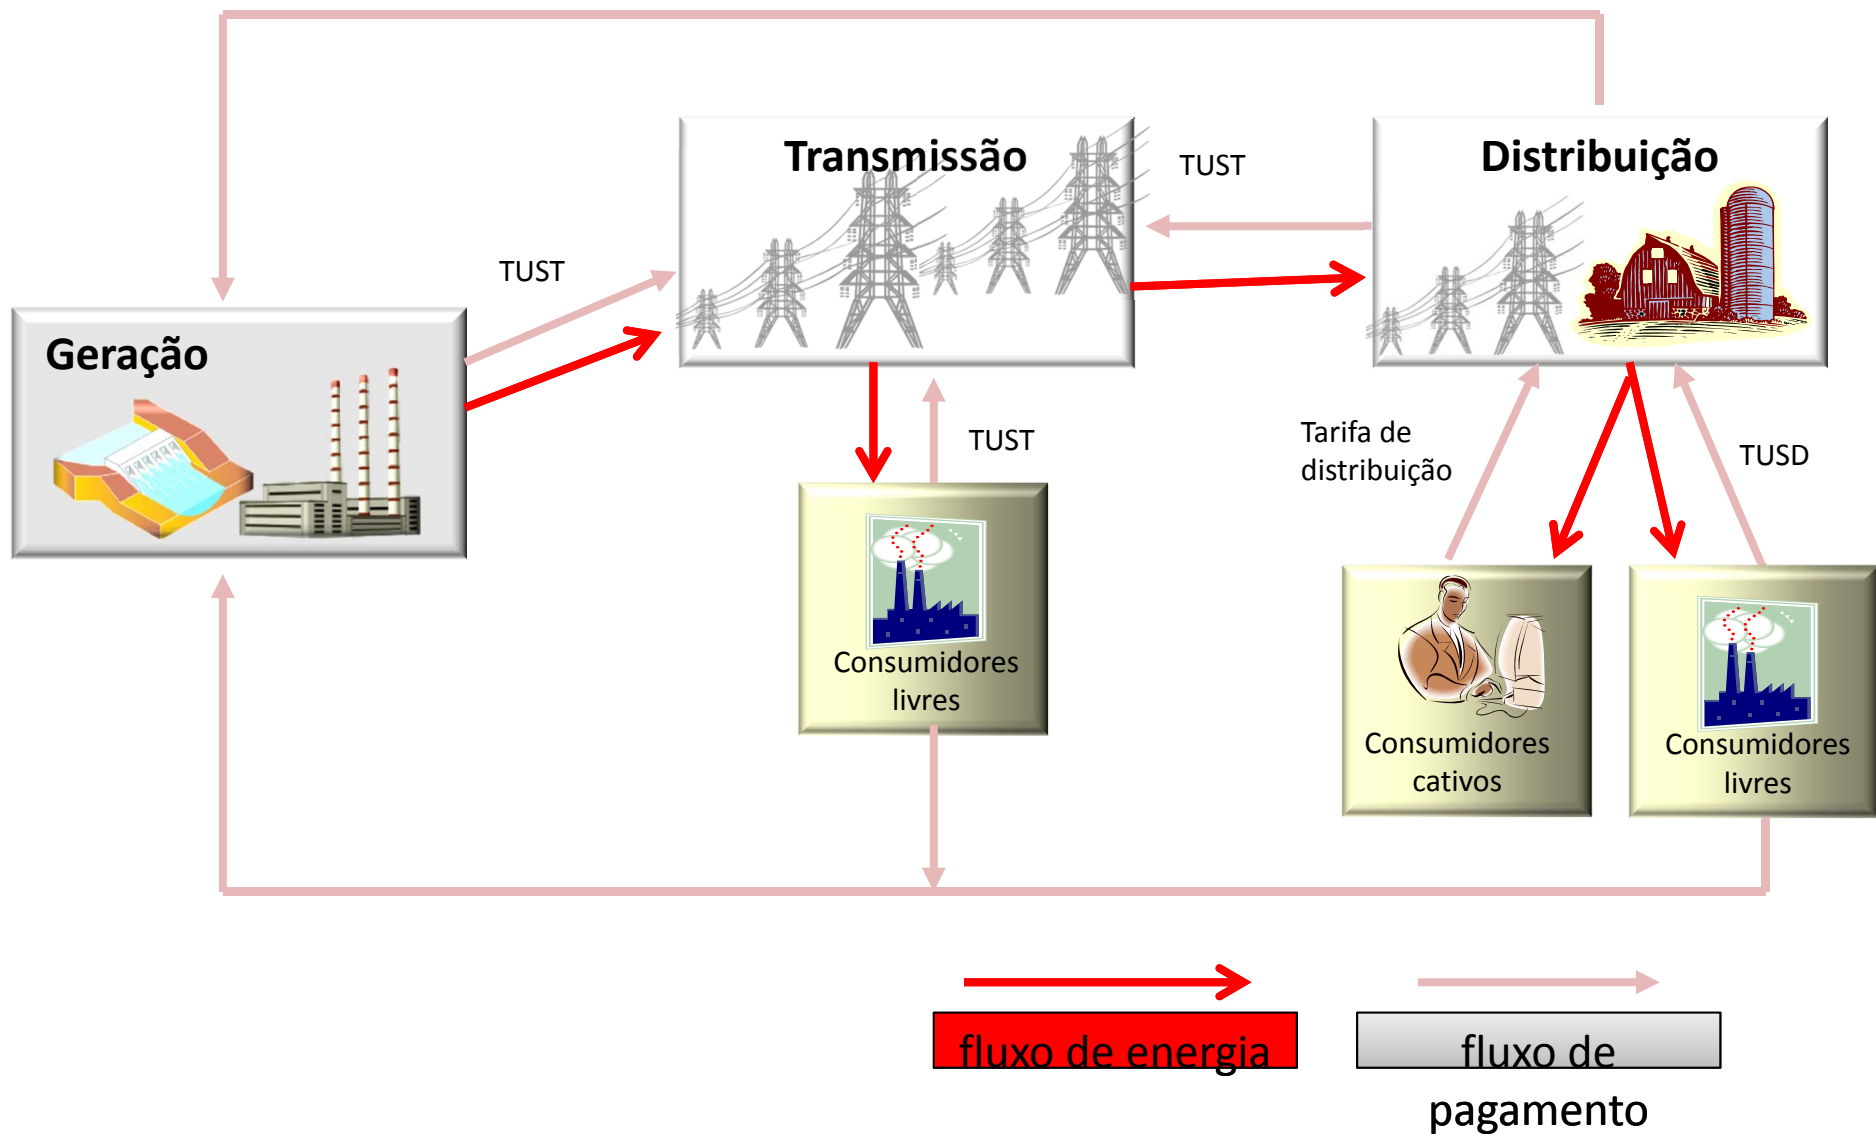 Transmissão
Distribuição
TUST
TUST
Geração
TUST
Tarifa de
distribuição
TUSD
Consumidores
livres
Consumidores
cativos
Consumidores
livres
fluxo de energia
fluxo de
pagamento